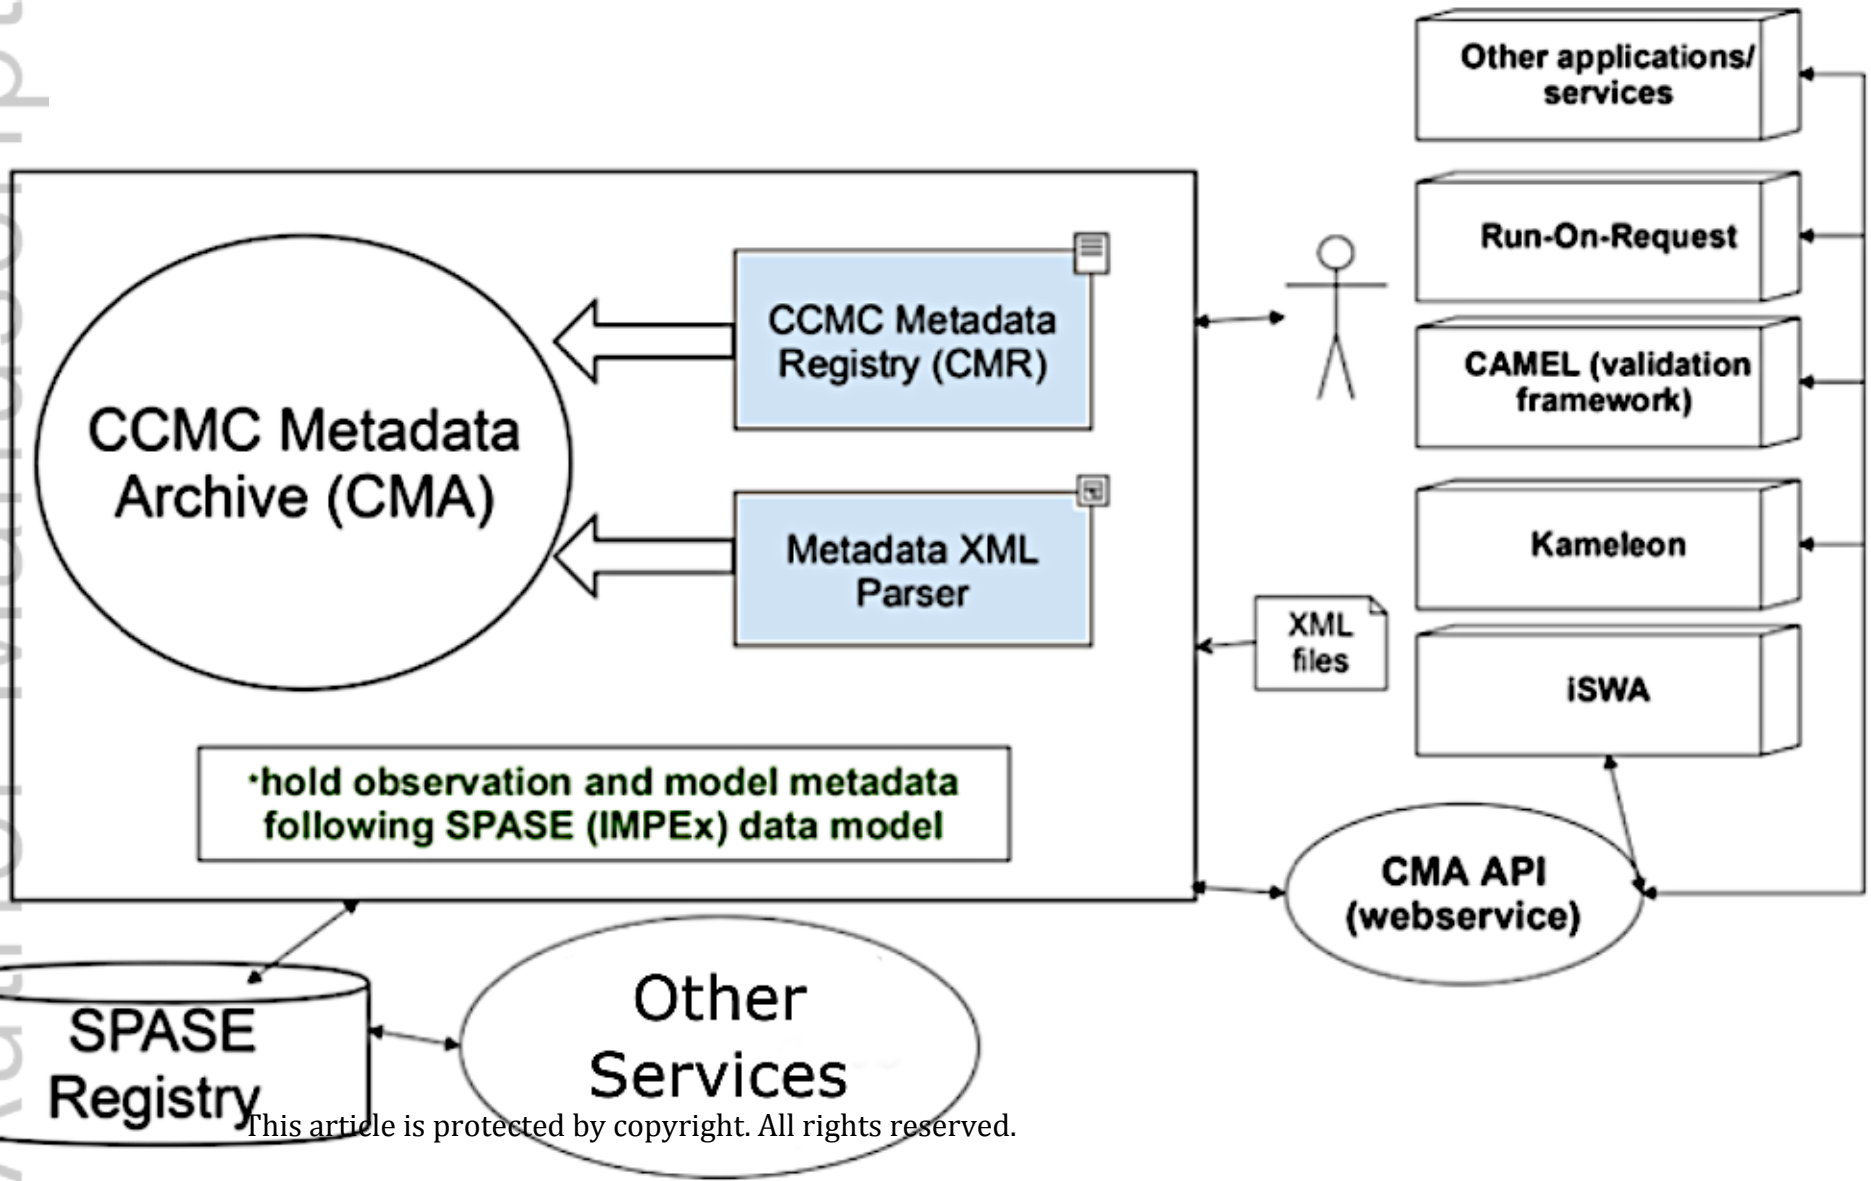 Other applications/
services
Run-On-Request
CAMEL (validation
framework)
Kameleon
iSWA
CCMC Metadata
Archive (CMA)
CCMC Metadata
Registry (CMR)
Metadata XML
Parser
XML
files
·hold observation and model metadata
following SPASE (IMPEx) data model
CMA API
(webservice)
SPASE
Registry
Other
Services
This article is protected by copyright. All rights reserved.